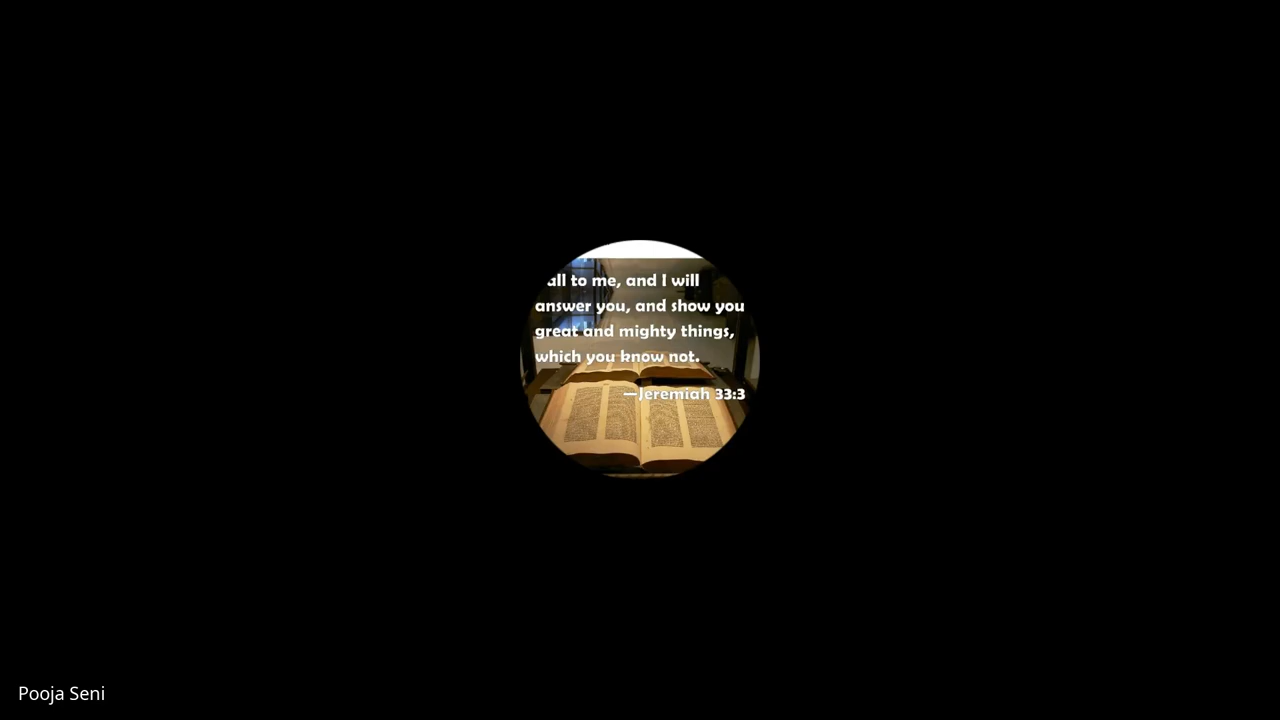 all to me, and I will
answer you, and show you
great and mighty things,
which you know not.
—Jeremiah 33:3
Pooja Seni